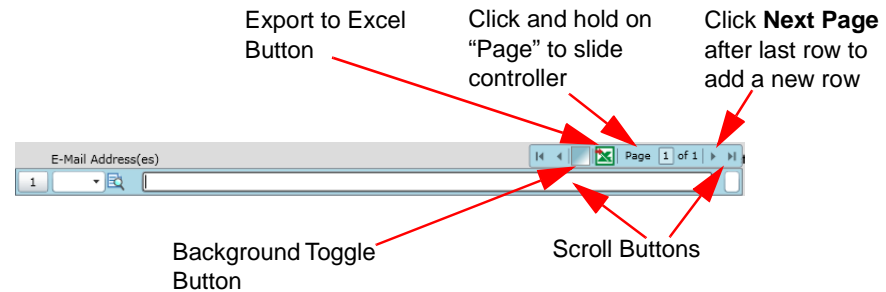 Export to Excel
Button
Click and hold on
“Page” to slide
controller
Click Next Page
after last row to
add a new row
E-Mail Address(es)
Page 1 of 1
1
Background Toggle
Button
Scroll Buttons